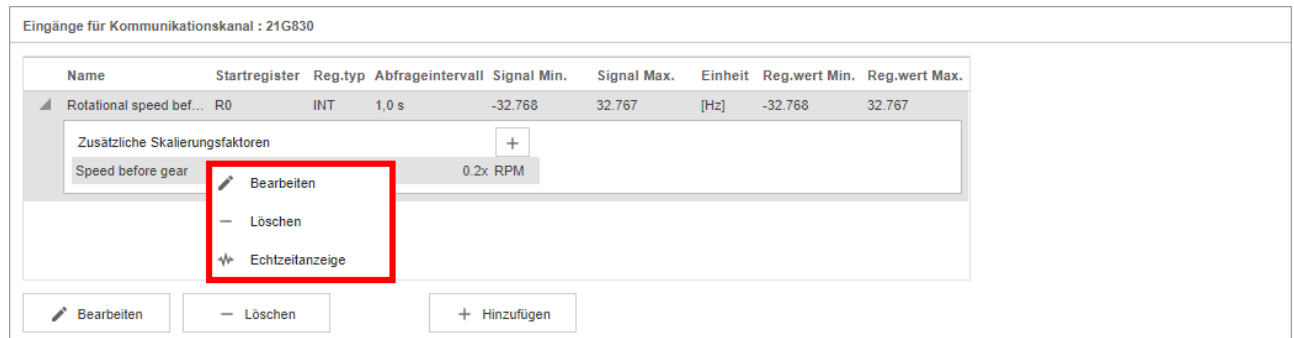 Eingänge für Kommunikationskanal : 21G830
Name Startregister Reg.typ Abfrageintervall Signal Min. Signal Max. Einheit Reg.wert Min. Reg.wert Max.
Rotational speed bef... R0 INT 1,0 s -32.768 32.767 [Hz] -32.768 32.767
Zusätzliche Skalierungsfaktoren
Speed before gear 0.2x RPM
Bearbeiten
Löschen
Echtzeitanzeige
Bearbeiten Löschen Hinzufügen